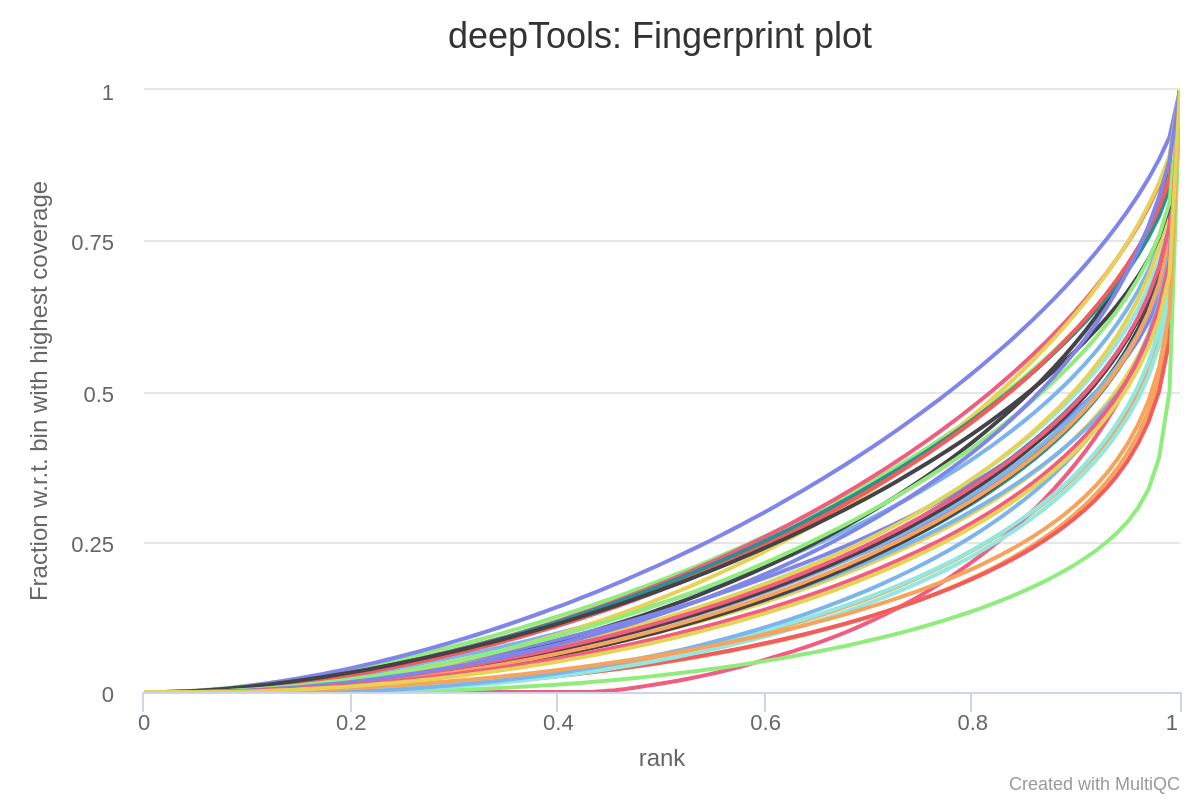 deepTools: Fingerprint plot
Fraction w.r.t. bin with highest coverage
1
0.75
0.5
0.25
0
0
0.2
0.4
0.6
0.8
1
rank
Created with MultiQC